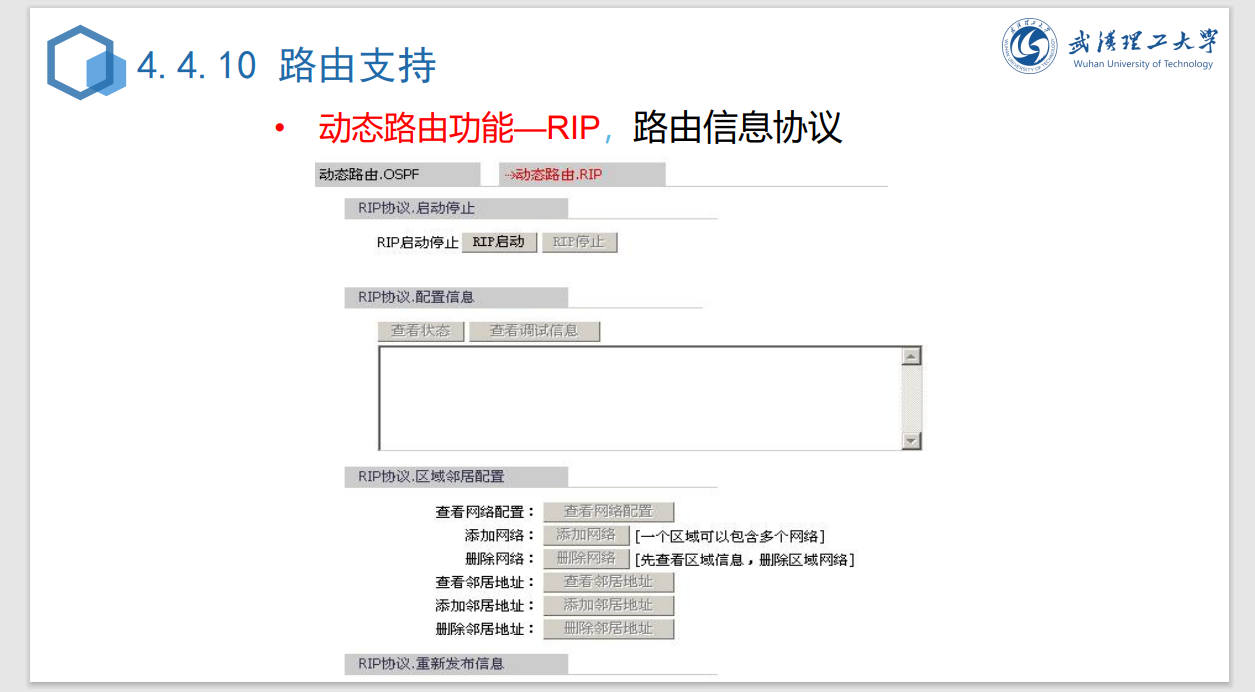 4.4.10 路由支持
武汉理工大学
Wuhan University of Technology
• 动态路由功能—RIP，路由信息协议
动态路由.OSPF
->动态路由.RIP
RIP协议.启动停止
RIP启动停止 RIP启动 RIP停止
RIP协议.配置信息
查看状态 查看调试信息
RIP协议.区域邻居配置
查看网络配置： 查看网络配置
添加网络： 添加网络 [一个区域可以包含多个网络]
删除网络： 删除网络 [先查看区域信息，删除区域网络]
查看邻居地址： 查看邻居地址
添加邻居地址： 添加邻居地址
删除邻居地址： 删除邻居地址
RIP协议.重新发布信息